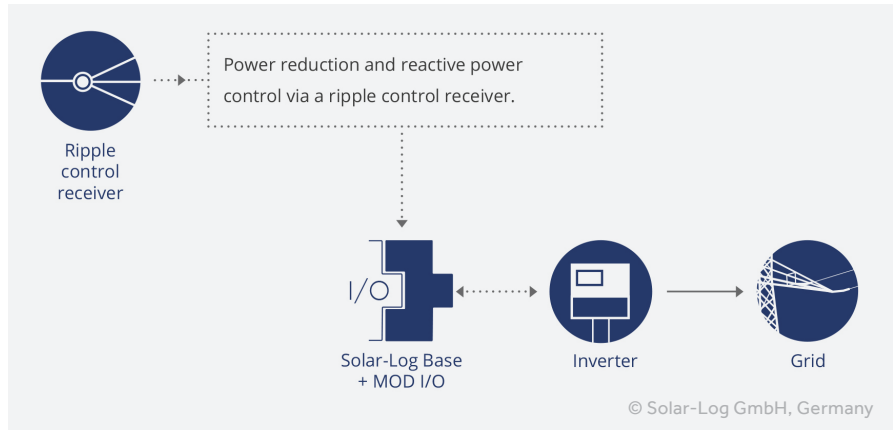 Power reduction and reactive power
control via a ripple control receiver.
Ripple
control
receiver
I/O
Solar-Log Base
+ MOD I/O
Inverter
Grid
© Solar-Log GmbH, Germany